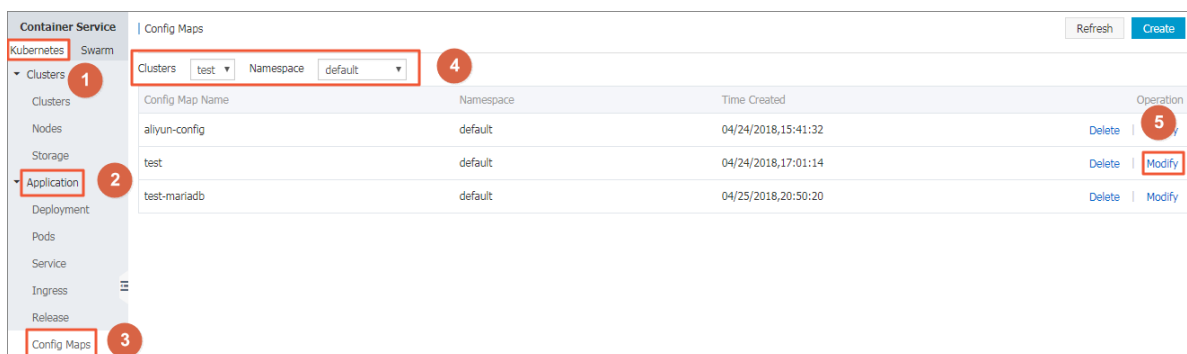 Container Service
Kubernetes Swarm
Clusters
Clusters
Nodes
Storage
Application
Deployment
Pods
Service
Ingress
Release
Config Maps
1
2
3
Config Maps
Refresh
Create
Clusters test Namespace default
4
Config Map Name Namespace Time Created Operation
aliyun-config default 04/24/2018,15:41:32 Delete
5
test default 04/24/2018,17:01:14 Delete Modify
test-mariadb default 04/25/2018,20:50:20 Delete Modify